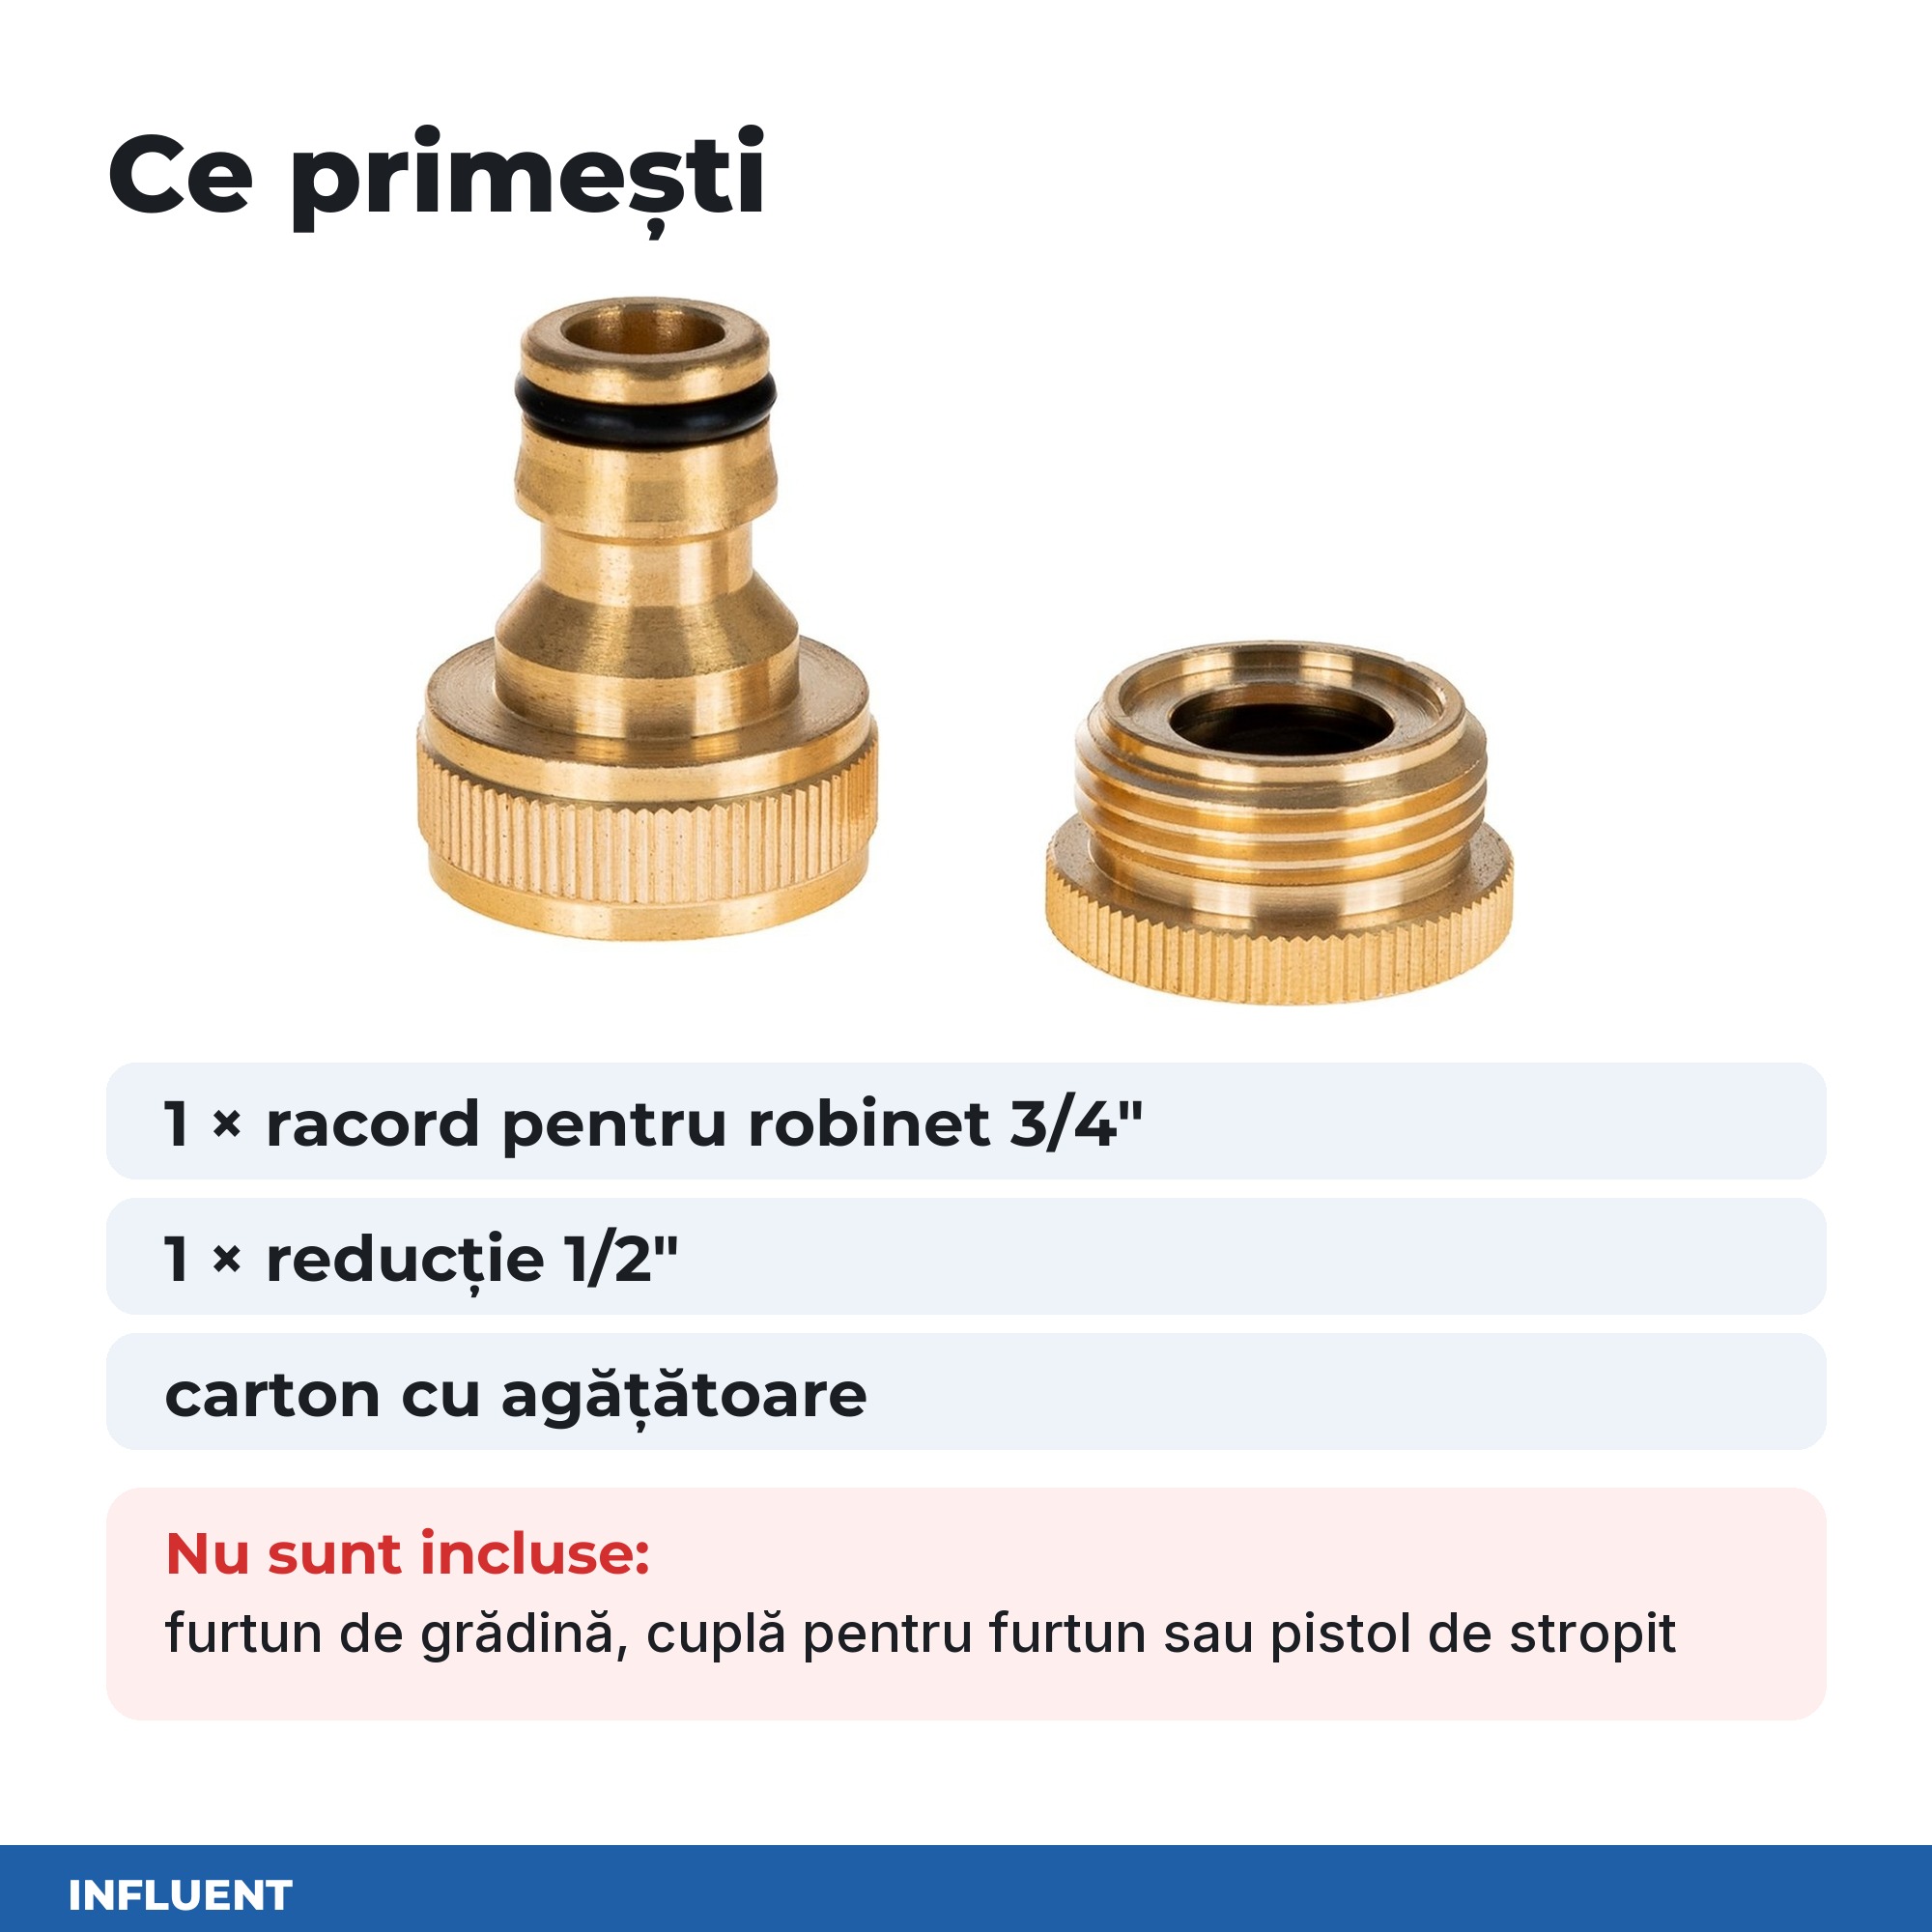 Ce primești
1 × racord pentru robinet 3/4"
1 × reducție 1/2"
carton cu agățătoare
Nu sunt incluse:
furtun de grădină, cuplă pentru furtun sau pistol de stropit
INFLUENT